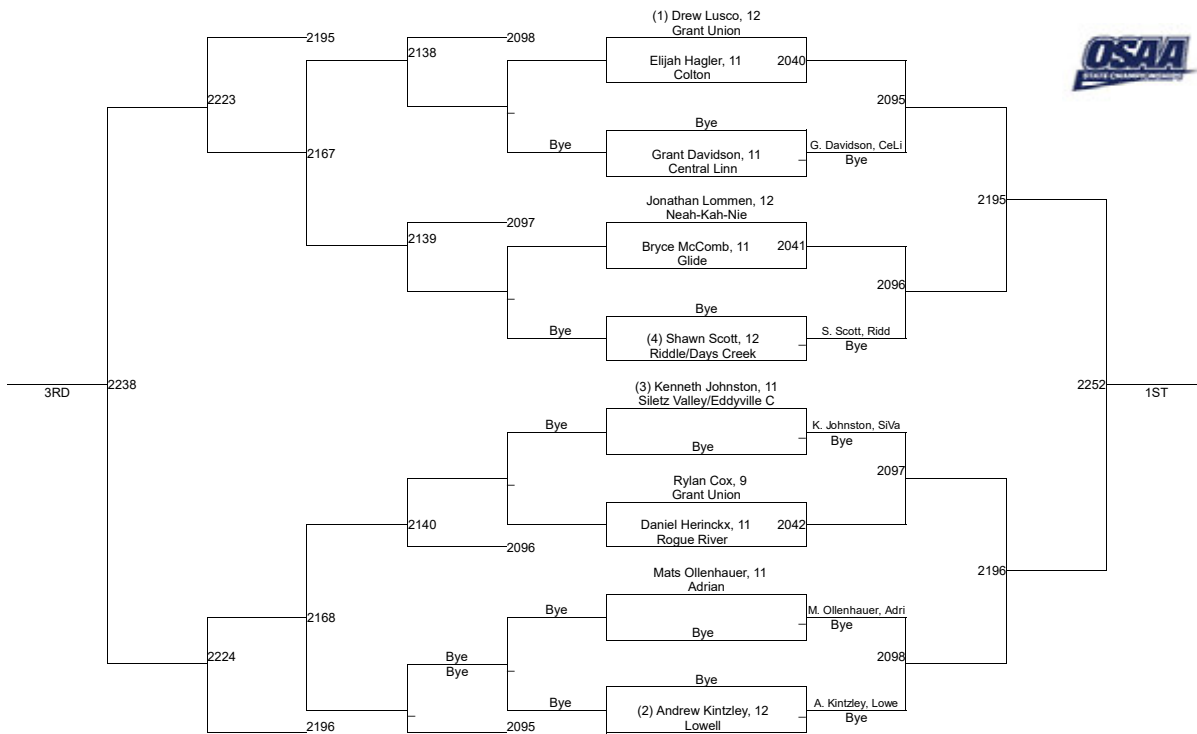 (1) Drew Lusco, 12
Grant Union
2195
2138
2098
Elijah Hagler, 11
Colton
2040
OSAA
STATE CHAMPIONSHIPS
2223
2095
Bye
2167
Bye
Grant Davidson, 11
Central Linn
G. Davidson, CeLi
Bye
Jonathan Lommen, 12
Neah-Kah-Nie
2195
2139
2097
Bryce McComb, 11
Glide
2041
2096
Bye
Bye
(4) Shawn Scott, 12
Riddle/Days Creek
S. Scott, Ridd
Bye
3RD
2238
(3) Kenneth Johnston, 11
Siletz Valley/Eddyville C
2252
1ST
Bye
Bye
K. Johnston, SiVa
Bye
2097
Rylan Cox, 9
Grant Union
2140
Daniel Herinckx, 11
Rogue River
2042
2096
2196
Mats Ollenhauer, 11
Adrian
2168
Bye
Bye
M. Ollenhauer, Adri
Bye
2224
Bye
Bye
2098
Bye
Bye
(2) Andrew Kintzley, 12
Lowell
A. Kintzley, Lowe
Bye
2196
2095